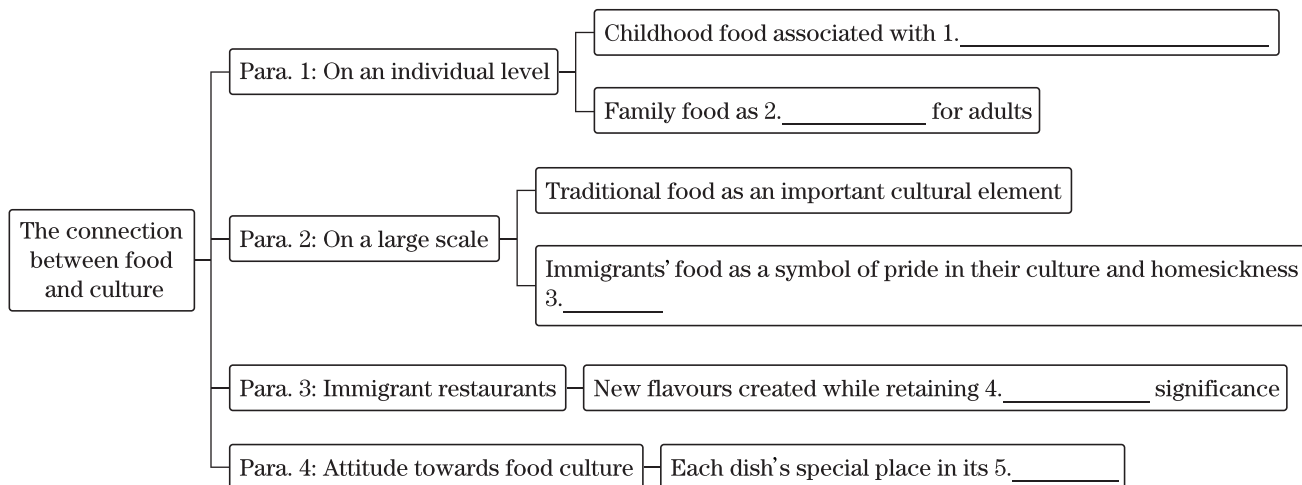 The connection
between food
and culture
Para. 1: On an individual level
Childhood food associated with 1.
Family food as 2. for adults
Para. 2: On a large scale
Traditional food as an important cultural element
Immigrants’ food as a symbol of pride in their culture and homesickness
3.
Para. 3: Immigrant restaurants
New flavours created while retaining 4. significance
Para. 4: Attitude towards food culture
Each dish’s special place in its 5.